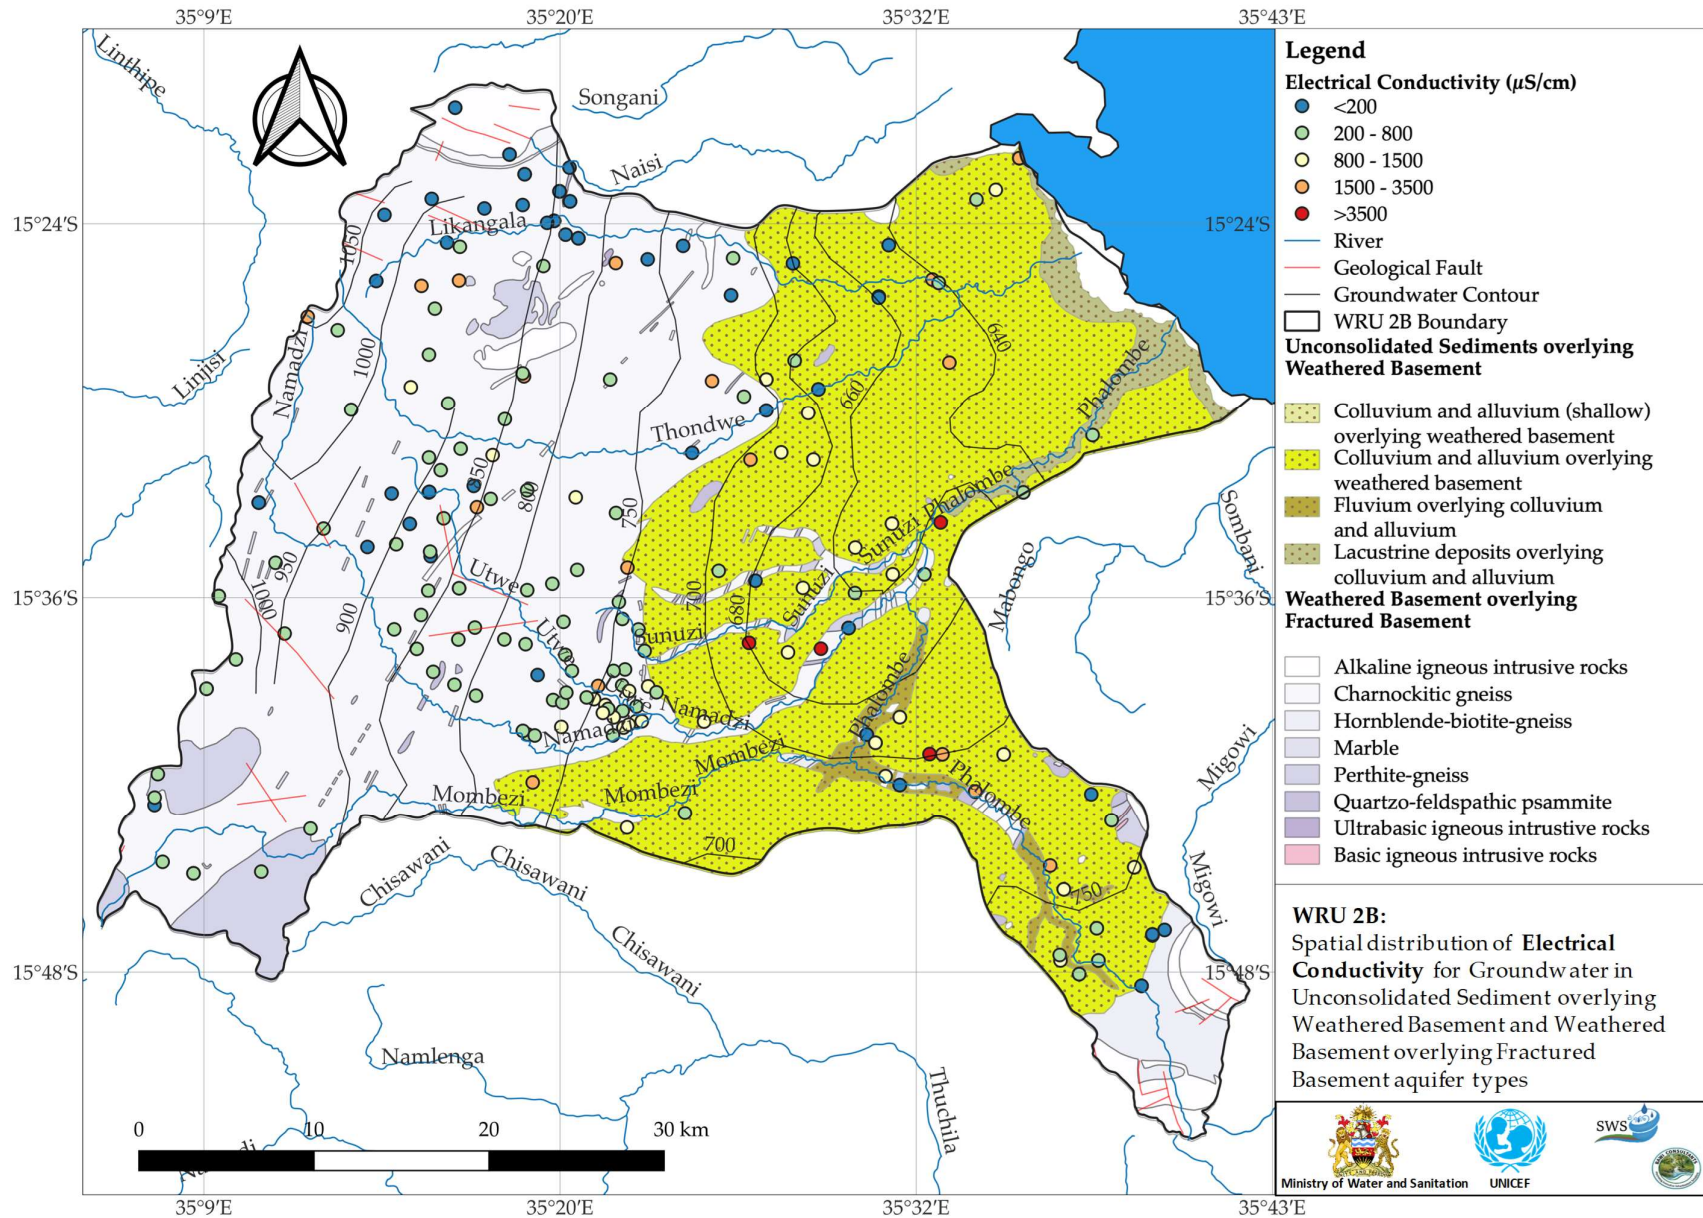 35°9′E 35°20′E 35°32′E 35°43′E
Linthipe
Songani
Naisi
15°24′S
15°24′S
Likangala
1050
1000
Namadzi
Linjisi
640
660
Phalombe
Thondwe
850
800
750
Phalombe
Sunuzi
Sombani
950
1000
900
Utwe
700
680
Sunuzi
Mabongo
15°36′S
15°36′S
Utwe
Sunuzi
Utwe
Namadzi
Namadzi
Phalombe
Mombezi
Mombezi
Mombezi
Phalombe
Migowi
700
Chisawani
Chisawani
Chisawani
750
Migowi
15°48′S
15°48′S
Namlenga
Thuchila
0 10 20 30 km
35°9′E 35°20′E 35°32′E 35°43′E
Legend
Electrical Conductivity (µS/cm)
<200
200 - 800
800 - 1500
1500 - 3500
>3500
River
Geological Fault
Groundwater Contour
WRU 2B Boundary
Unconsolidated Sediments overlying
Weathered Basement
Colluvium and alluvium (shallow)
overlying weathered basement
Colluvium and alluvium overlying
weathered basement
Fluvium overlying colluvium
and alluvium
Lacustrine deposits overlying
colluvium and alluvium
Weathered Basement overlying
Fractured Basement
Alkaline igneous intrusive rocks
Charnockitic gneiss
Hornblende-biotite-gneiss
Marble
Perthite-gneiss
Quartzo-feldspathic psammite
Ultrabasic igneous intrustive rocks
Basic igneous intrusive rocks
WRU 2B:
Spatial distribution of Electrical
Conductivity for Groundwater in
Unconsolidated Sediment overlying
Weathered Basement and Weathered
Basement overlying Fractured
Basement aquifer types
sws
Ministry of Water and Sanitation UNICEF